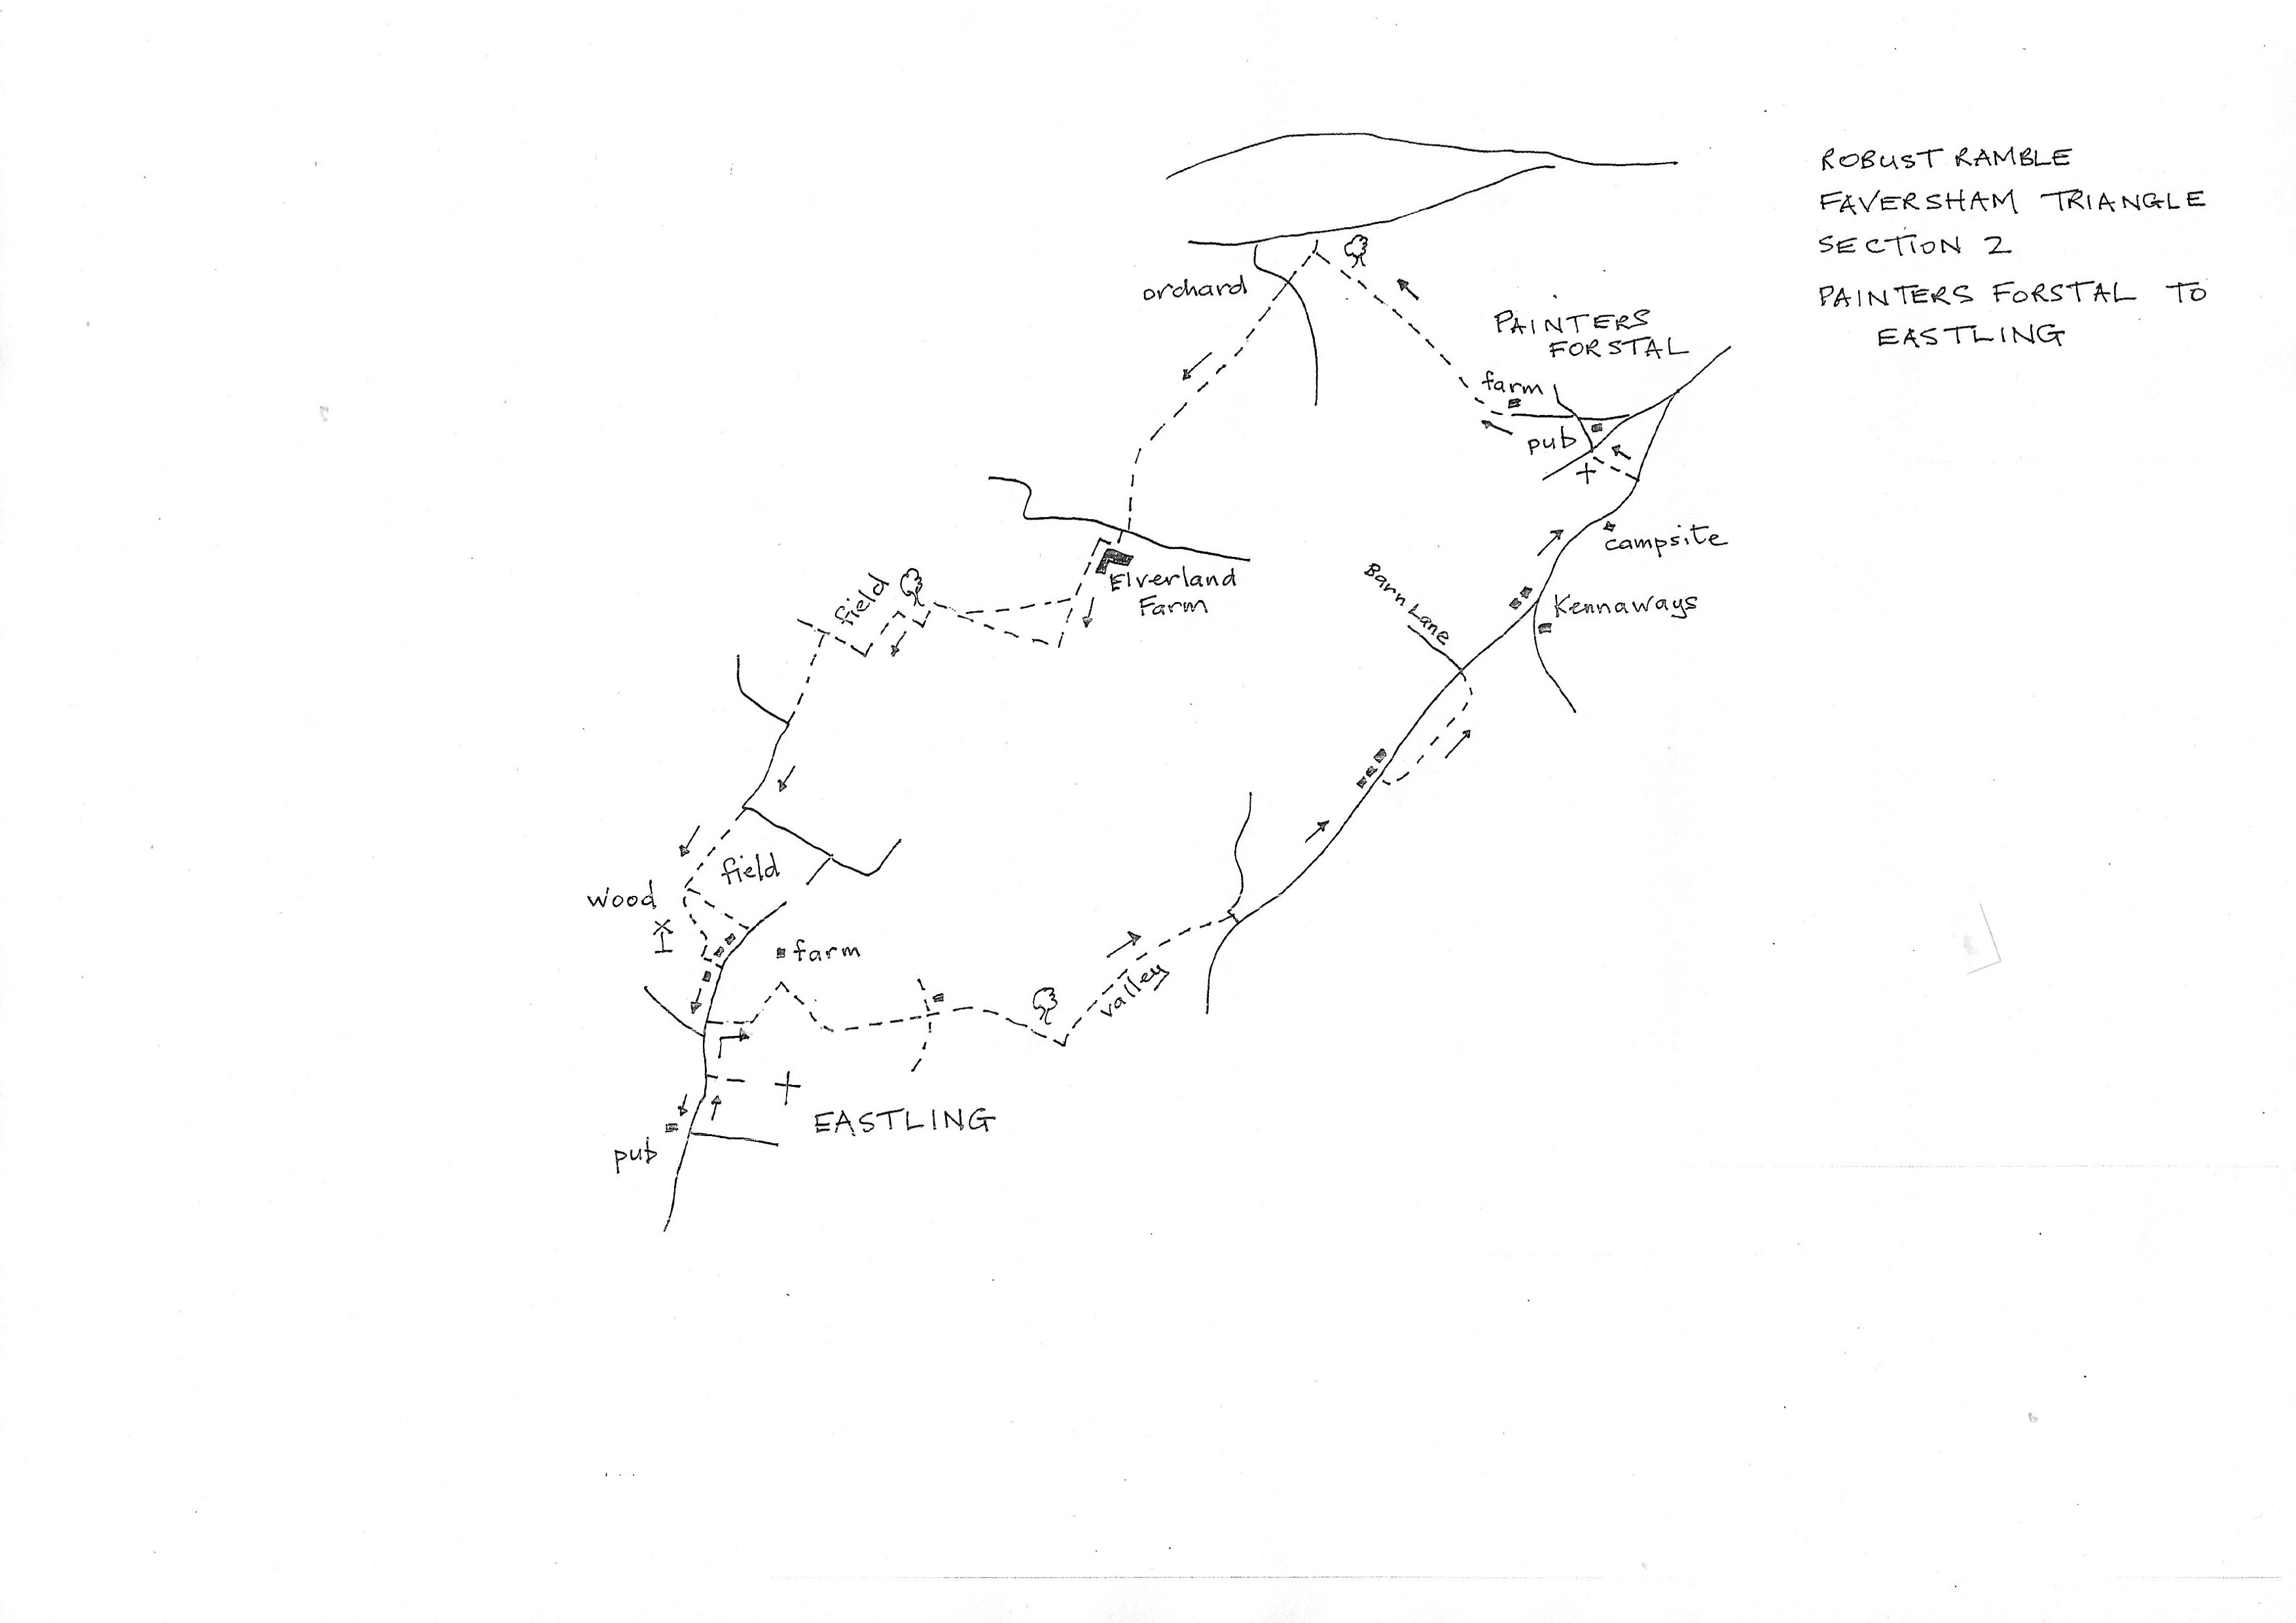 ROBUST RAMBLE
FAVERSHAM TRIANGLE
SECTION 2
PAINTERS FORSTAL TO
EASTLING
orchard
PAINTERS
FORSTAL
farm
pub
campsite
Barn Lane
Kennaways
Elverland
Farm
field
field
wood
farm
valley
EASTLING
pub